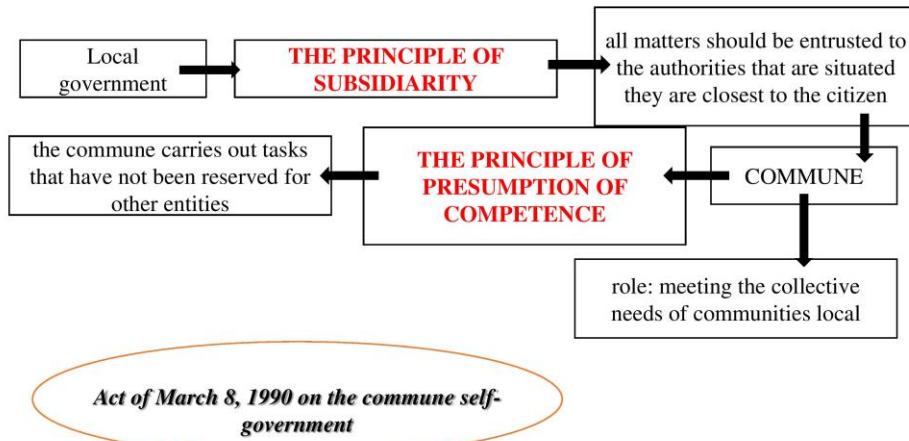 Local
government
THE PRINCIPLE OF
SUBSIDIARITY
all matters should be entrusted to
the authorities that are situated
they are closest to the citizen
the commune carries out tasks
that have not been reserved for
other entities
THE PRINCIPLE OF
PRESUMPTION OF
COMPETENCE
COMMUNE
role: meeting the collective
needs of communities local
Act of March 8, 1990 on the commune self-
government